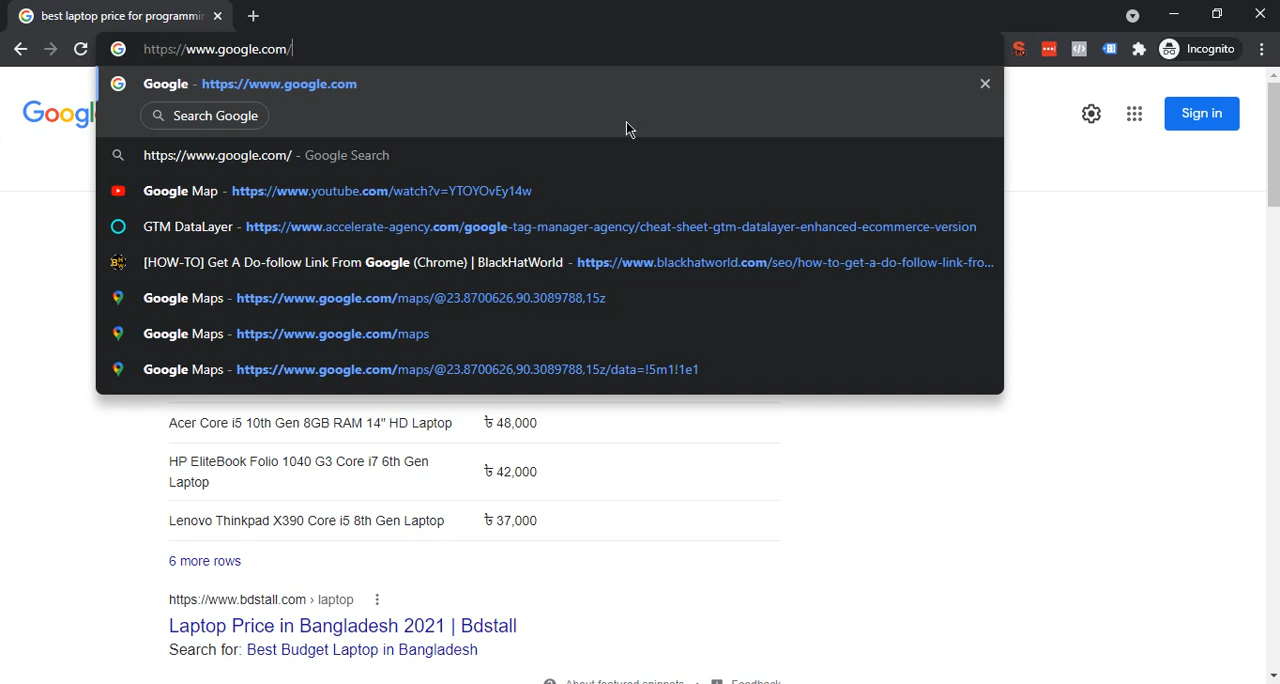 best laptop price for programmi
https://www.google.com/
Incognito
Google - https://www.google.com
Search Google
Sign in
https://www.google.com/ - Google Search
Google Map - https://www.youtube.com/watch?v=YTOYOvEy14w
GTM DataLayer - https://www.accelerate-agency.com/google-tag-manager-agency/cheat-sheet-gtm-datalayer-enhanced-ecommerce-version
[HOW-TO] Get A Do-follow Link From Google (Chrome) | BlackHatWorld - https://www.blackhatworld.com/seo/how-to-get-a-do-follow-link-fro...
Google Maps - https://www.google.com/maps/@23.8700626,90.3089788,15z
Google Maps - https://www.google.com/maps
Google Maps - https://www.google.com/maps/@23.8700626,90.3089788,15z/data=!5m1!1e1
Acer Core i5 10th Gen 8GB RAM 14" HD Laptop ৳ 48,000
HP EliteBook Folio 1040 G3 Core i7 6th Gen
Laptop ৳ 42,000
Lenovo Thinkpad X390 Core i5 8th Gen Laptop ৳ 37,000
6 more rows
https://www.bdstall.com › laptop
Laptop Price in Bangladesh 2021 | Bdstall
Search for: Best Budget Laptop in Bangladesh
About featured snippets Feedback